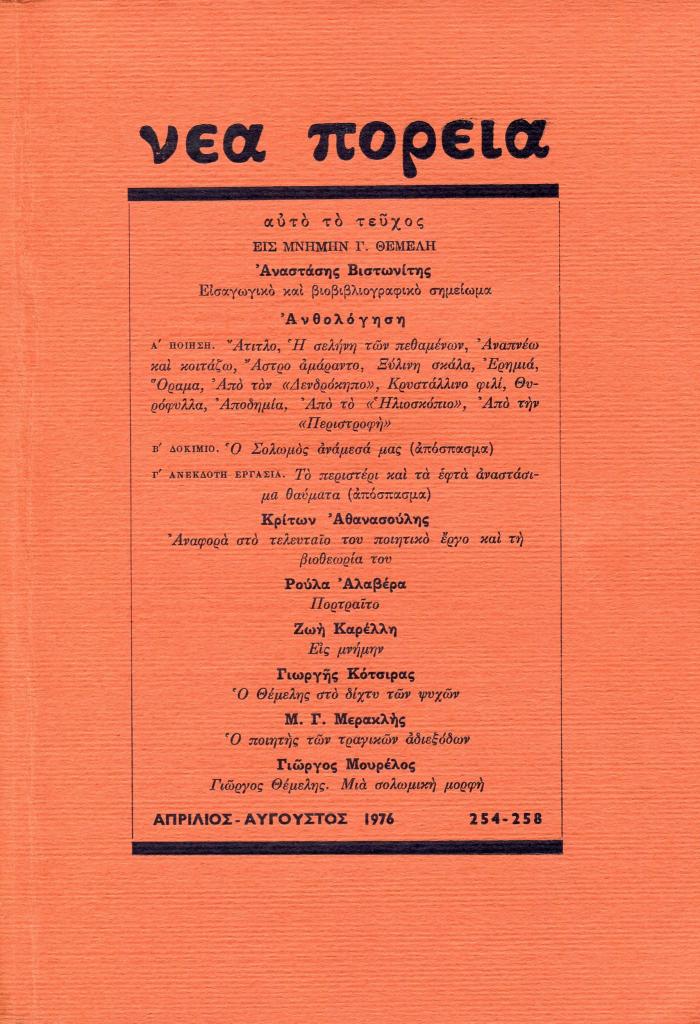 νεα πορεια
αὐτὸ τὸ τεῦχος
ΕΙΣ ΜΝΗΜΗΝ Γ. ΘΕΜΕΛΗ
Ἀναστάσης Βιστωνίτης
Εἰσαγωγικὸ καὶ βιοβιβλιογραφικὸ σημείωμα
Ἀνθολόγηση
Α΄ ΠΟΙΗΣΗ. Ἄτιτλο, Ἡ σελήνη τῶν πεθαμένων, Ἀναπνέω
καὶ κοιτάζω, Ἄστρο ἀμάραντο, Ξύλινη σκάλα, Ἐρημιά,
Ὅραμα, Ἀπὸ τὸν «Δενδρόκηπο», Κρυστάλλινο φιλί, Θυ-
ρόφυλλα, Ἀποδημία, Ἀπὸ τὸ «Ἡλιοσκόπιο», Ἀπὸ τὴν
«Περιστροφὴ»
Β΄ ΔΟΚΙΜΙΟ. Ὁ Σολωμὸς ἀνάμεσά μας (ἀπόσπασμα)
Γ΄ ΑΝΕΚΔΟΤΗ ΕΡΓΑΣΙΑ. Τὸ περιστέρι καὶ τὰ ἑφτὰ ἀναστάσι-
μα θαύματα (ἀπόσπασμα)
Κρίτων Ἀθανασούλης
Ἀναφορὰ στὸ τελευταῖο του ποιητικὸ ἔργο καὶ τὴ
βιοθεωρία του
Ρούλα Ἀλαβέρα
Πορτραῖτο
Ζωὴ Καρέλλη
Εἰς μνήμην
Γιωργῆς Κότσιρας
Ὁ Θέμελης στὸ δίχτυ τῶν ψυχῶν
Μ. Γ. Μερακλὴς
Ὁ ποιητὴς τῶν τραγικῶν ἀδιεξόδων
Γιῶργος Μουρέλος
Γιῶργος Θέμελης. Μιὰ σολωμικὴ μορφὴ
ΑΠΡΙΛΙΟΣ - ΑΥΓΟΥΣΤΟΣ 1976 254-258